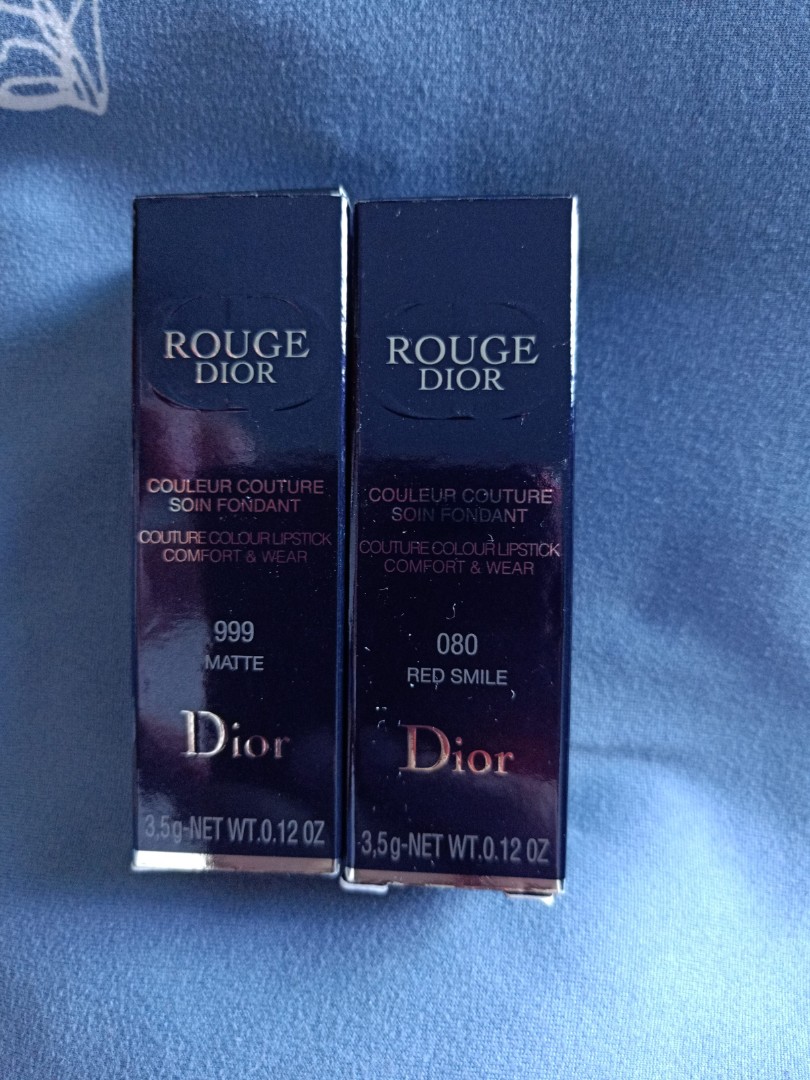 ROUGE
DIOR
COULEUR COUTURE
SOIN FONDANT
COUTURE COLOUR LIPSTICK
COMFORT & WEAR
999
MATTE
Dior
3,5g-NET WT.0.12 OZ
ROUGE
DIOR
COULEUR COUTURE
SOIN FONDANT
COUTURE COLOUR LIPSTICK
COMFORT & WEAR
080
RED SMILE
Dior
3,5g-NET WT.0.12 OZ